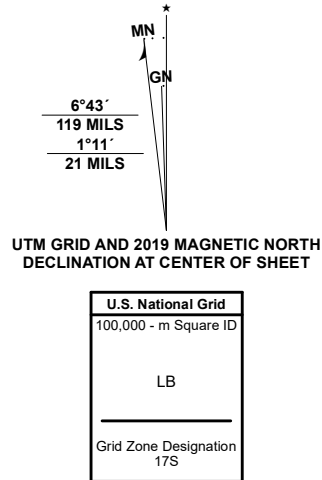 ★
MN
GN
6°43´
119 MILS
1°11´
21 MILS
UTM GRID AND 2019 MAGNETIC NORTH
DECLINATION AT CENTER OF SHEET
U.S. National Grid
100,000 - m Square ID
LB
Grid Zone Designation
17S